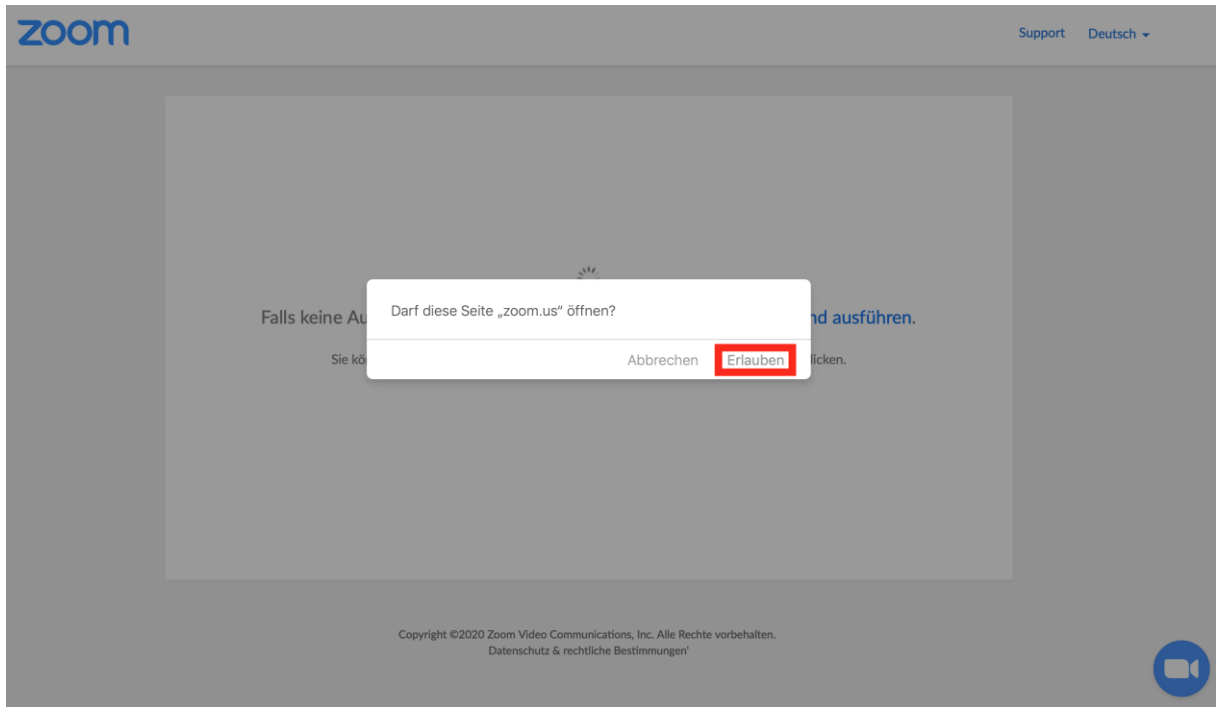 zoom
Support Deutsch
Darf diese Seite „zoom.us“ öffnen?
Falls keine Au nd ausführen.
Sie kö licken.
Abbrechen Erlauben
Copyright ©2020 Zoom Video Communications, Inc. Alle Rechte vorbehalten.
Datenschutz & rechtliche Bestimmungen'